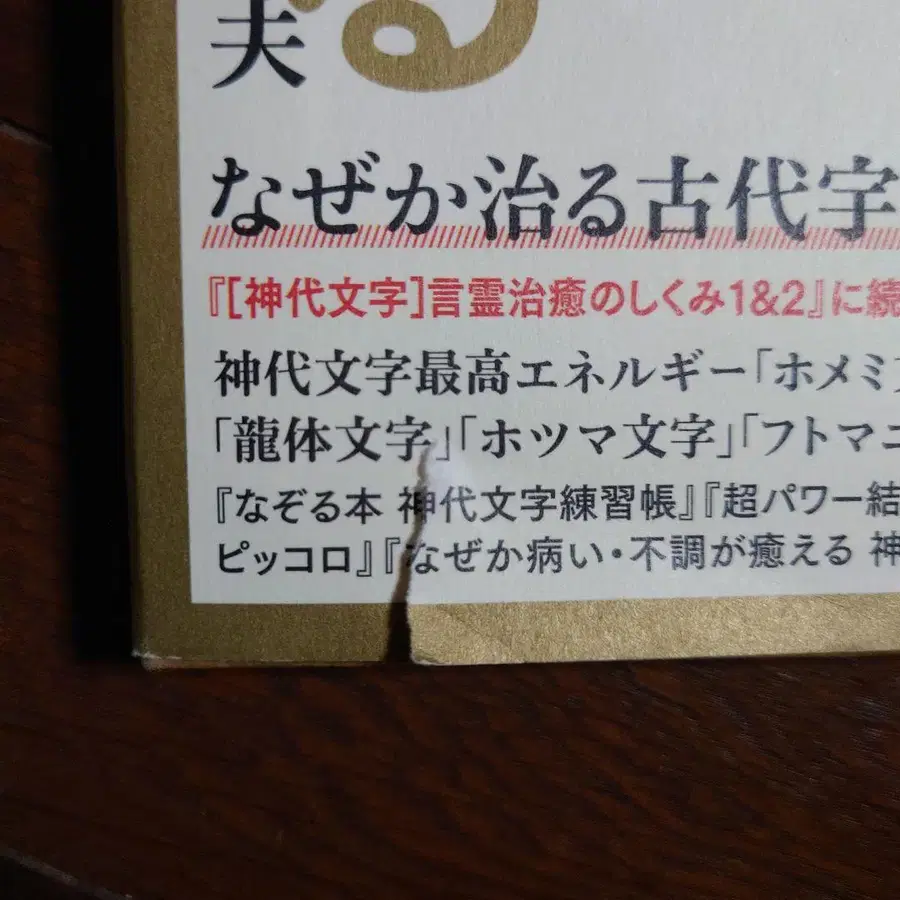 夫
る
なぜか治る古代字
『[神代文字]言霊治癒のしくみ1&2』に続
神代文字最高エネルギー「ホメミ
「龍体文字」「ホツマ文字」「フトマニ
『なぞる本 神代文字練習帳』『超パワー結
ピッコロ』『なぜか病い・不調が癒える 神